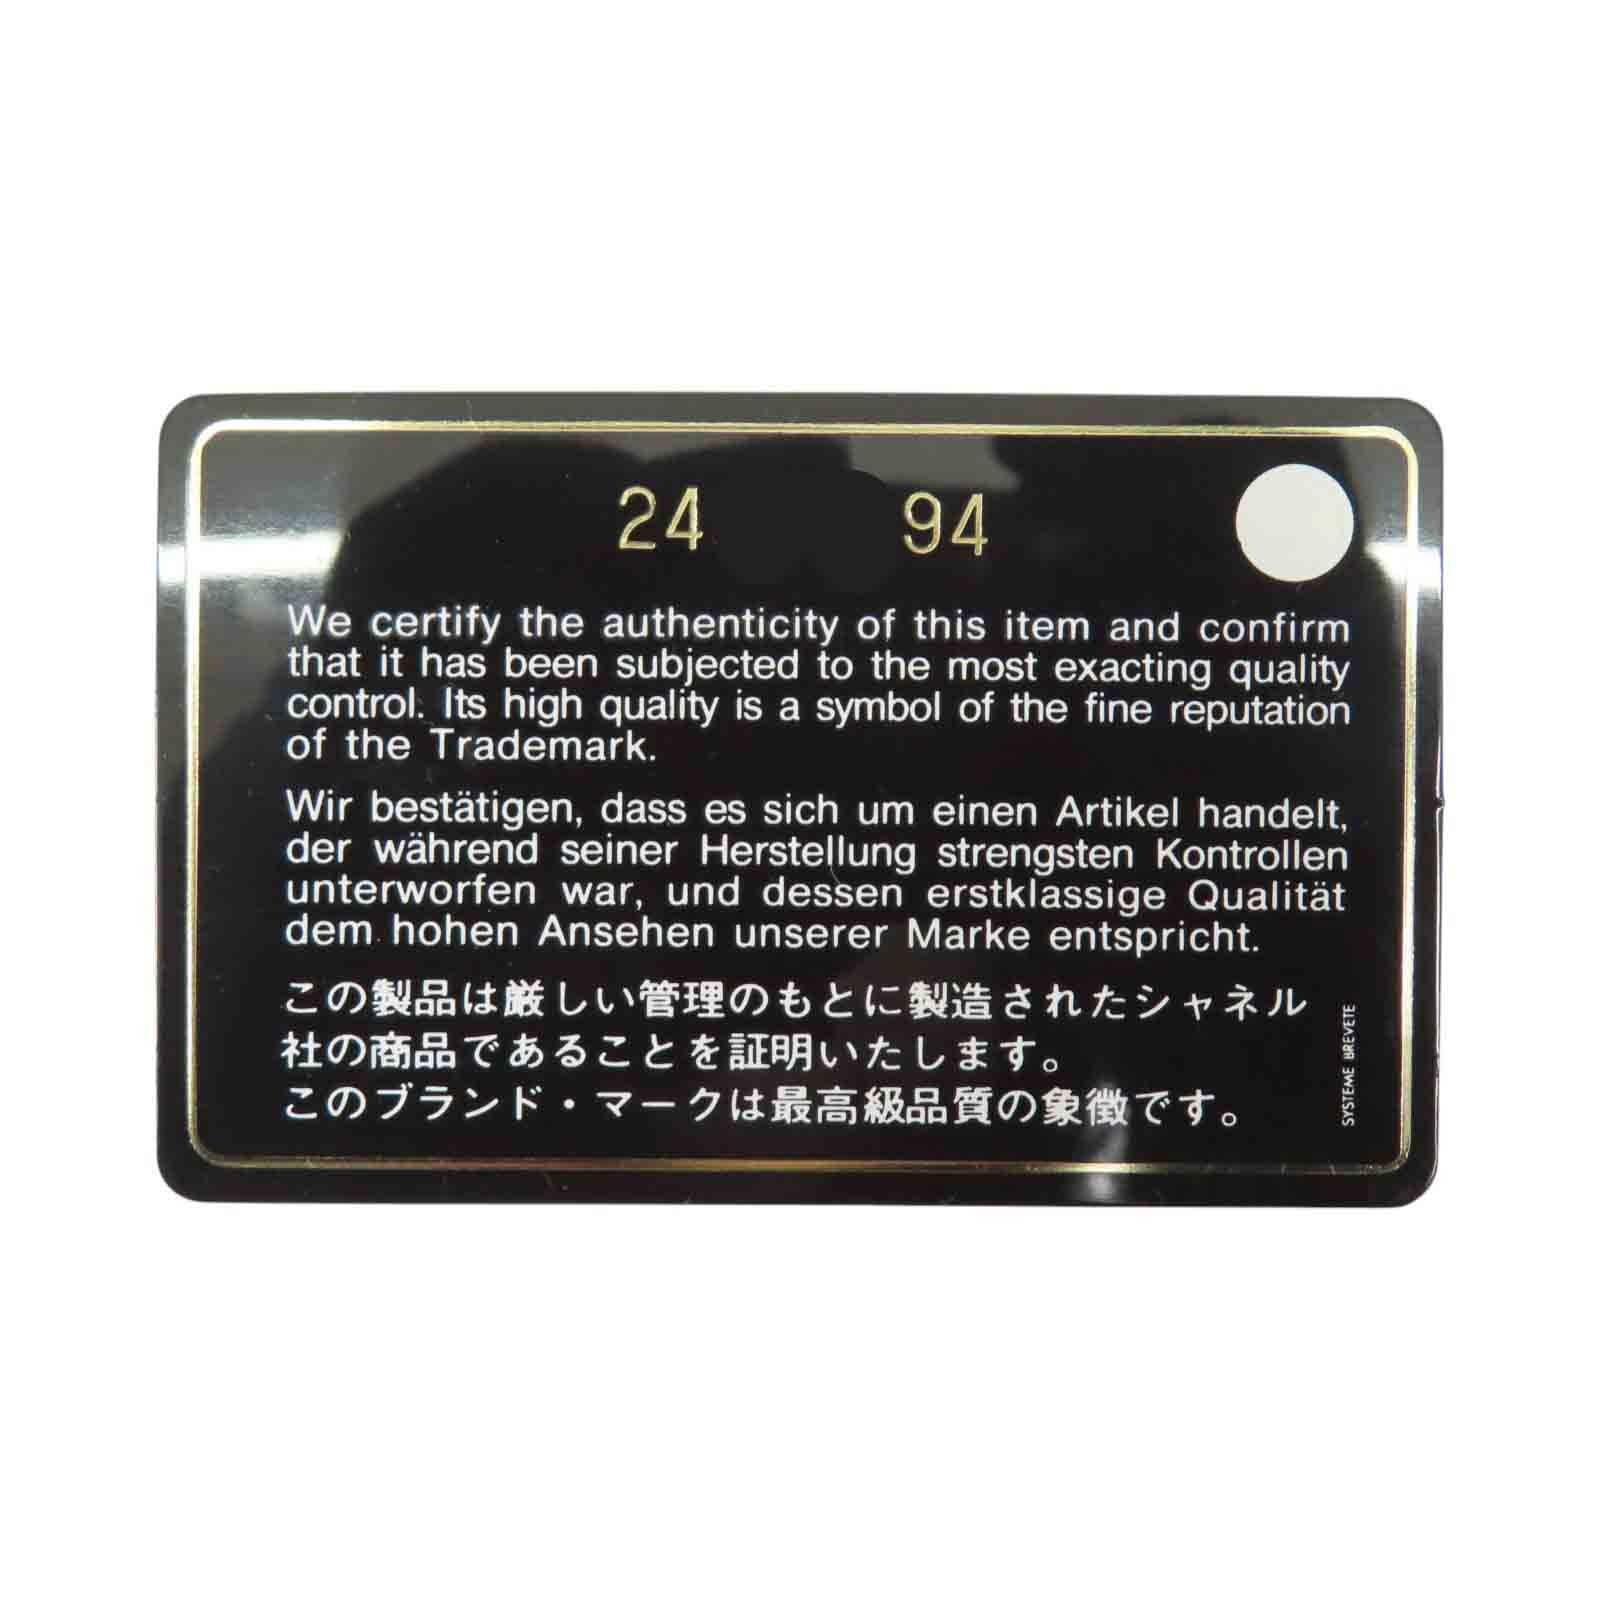 24 94
We certify the authenticity of this item and confirm
that it has been subjected to the most exacting quality
control. Its high quality is a symbol of the fine reputation
of the Trademark.
Wir bestätigen, dass es sich um einen Artikel handelt,
der während seiner Herstellung strengsten Kontrollen
unterworfen war, und dessen erstklassige Qualität
dem hohen Ansehen unserer Marke entspricht.
この製品は厳しい管理のもとに製造されたシャネル
社の商品であることを証明いたします。
このブランド・マークは最高級品質の象徴です。
SYSTEME BREVETE